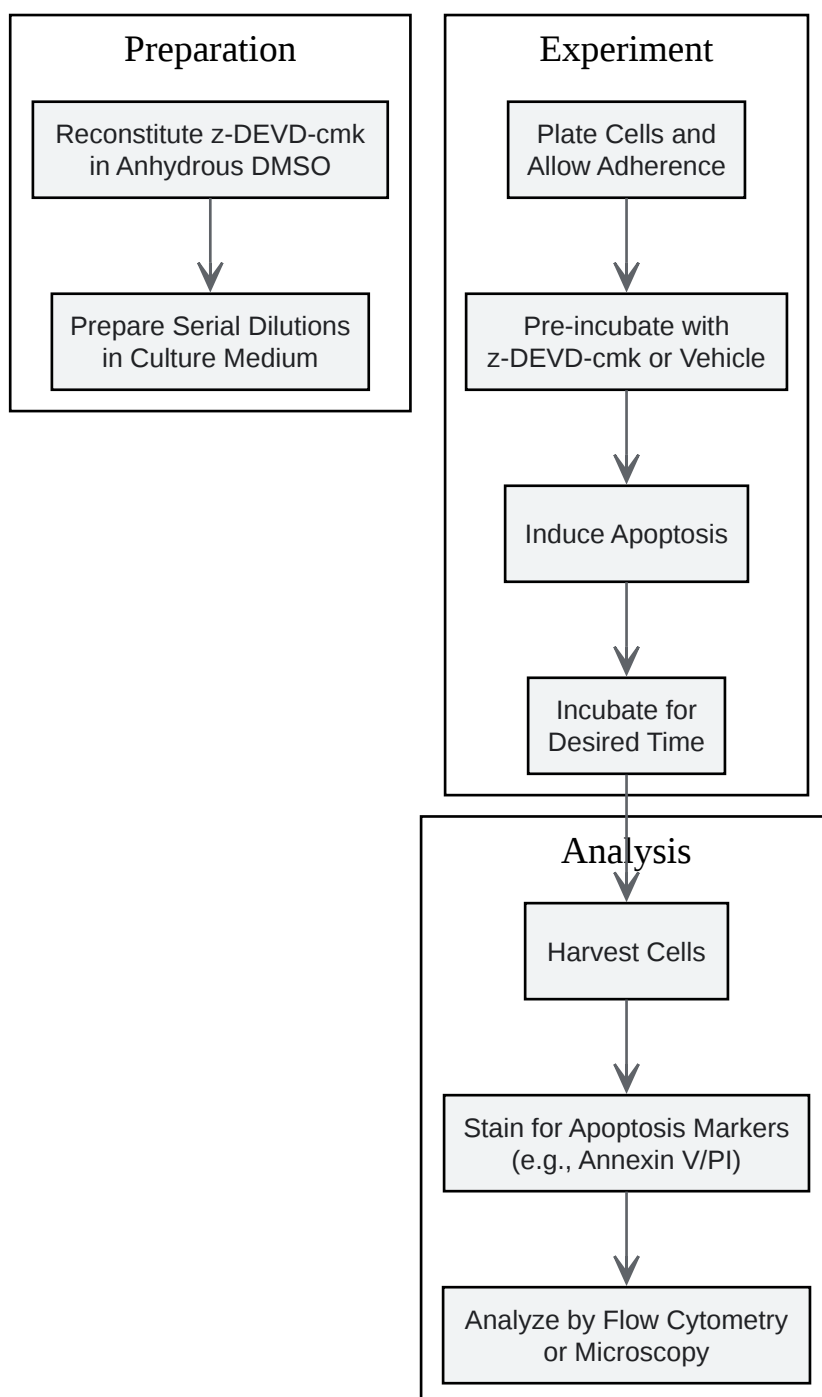 Preparation
Reconstitute z-DEVD-cmk
in Anhydrous DMSO
Prepare Serial Dilutions
in Culture Medium
Experiment
Plate Cells and
Allow Adherence
Pre-incubate with
z-DEVD-cmk or Vehicle
Induce Apoptosis
Incubate for
Desired Time
Analysis
Harvest Cells
Stain for Apoptosis Markers
(e.g., Annexin V/PI)
Analyze by Flow Cytometry
or Microscopy